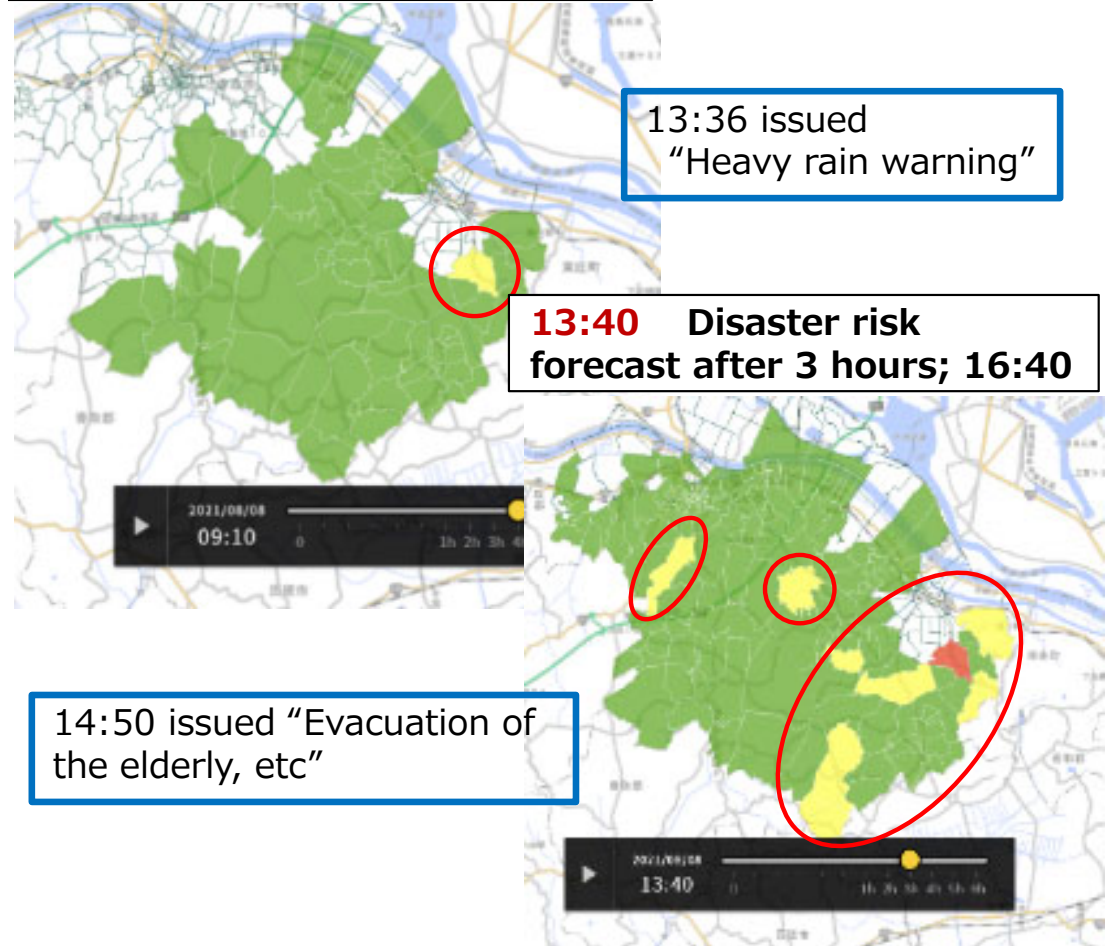 13:36 issued
“Heavy rain warning”
13:40 Disaster risk
forecast after 3 hours; 16:40
2021/08/08
09:10
0 1h 2h 3h
14:50 issued “Evacuation of
the elderly, etc”
2021/08/08
13:40
0 1h 2h 3h 4h 5h 6h